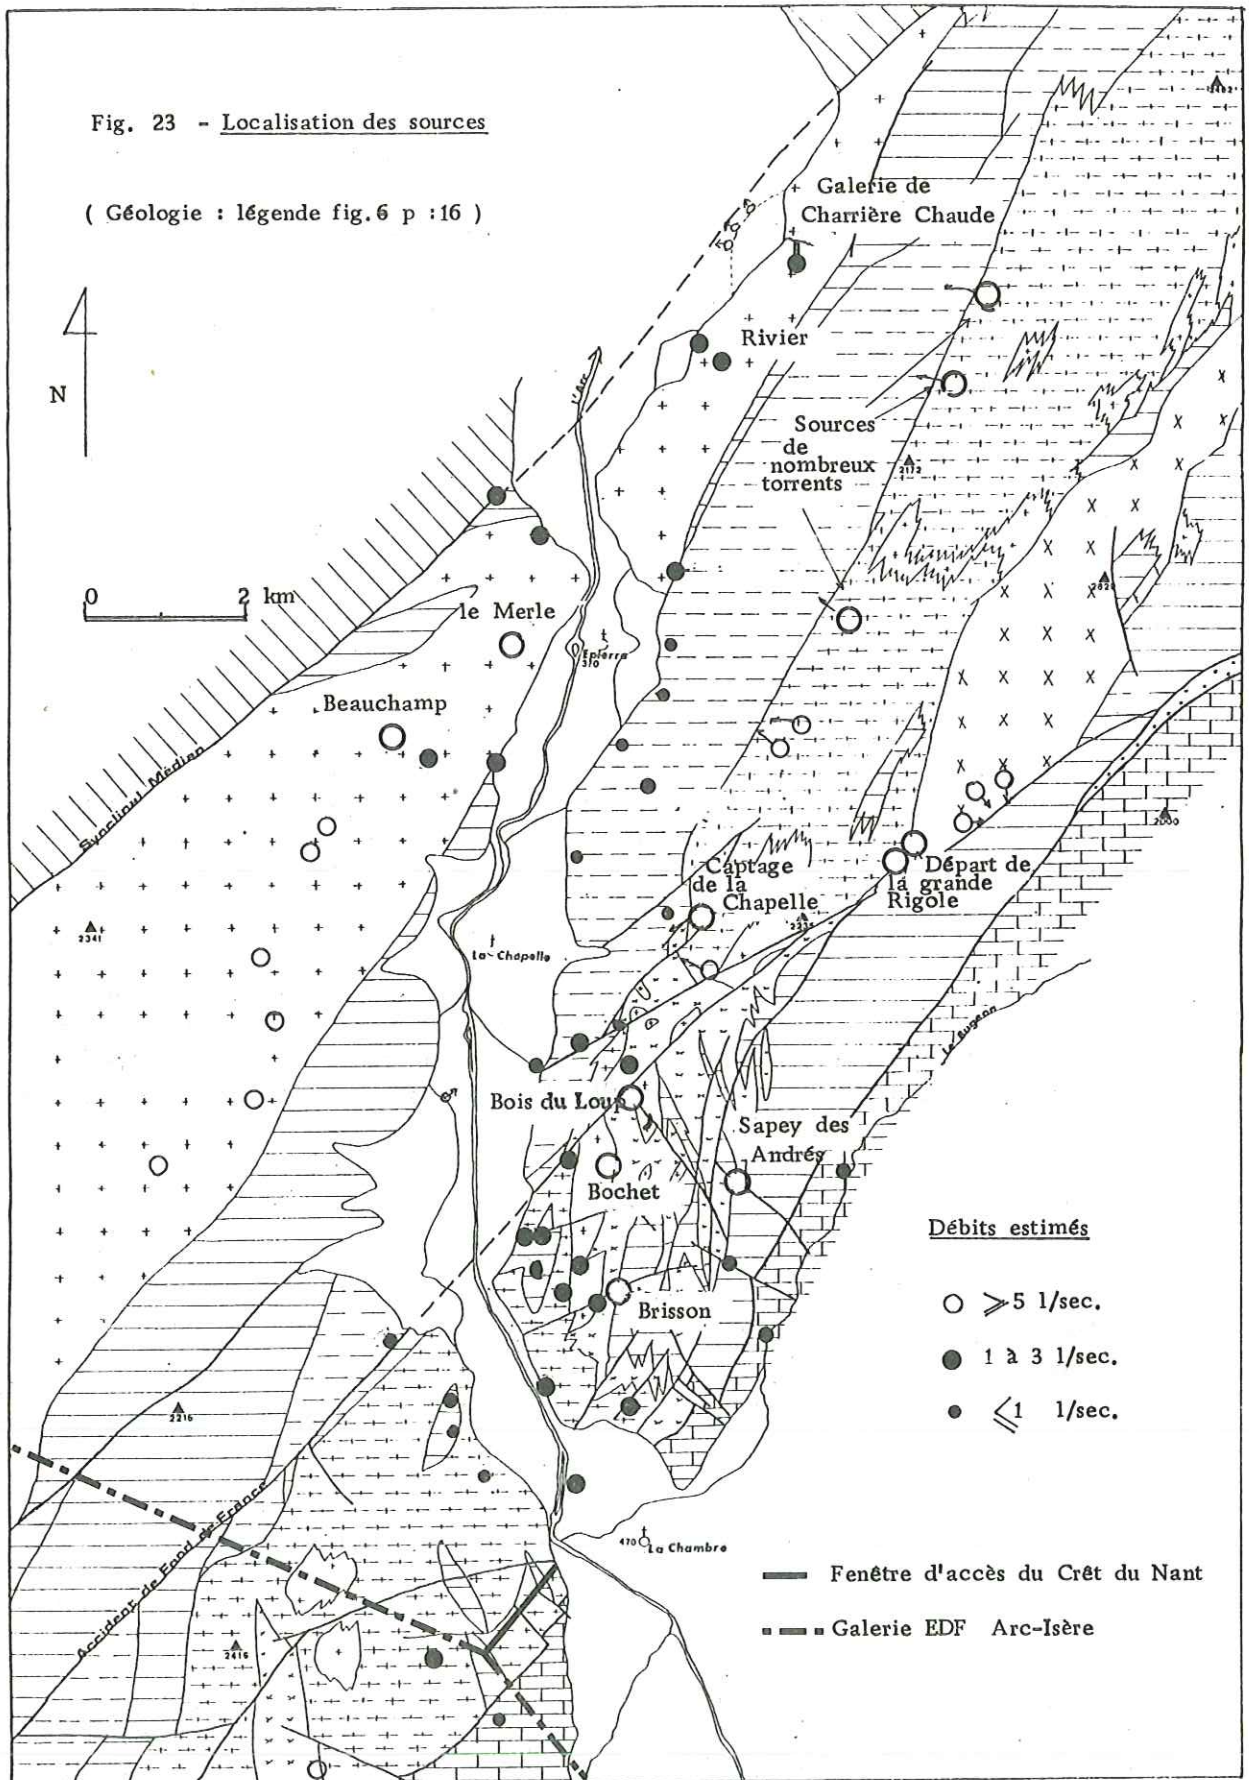 Fig. 23 - Localisation des sources
( Géologie : légende fig.6 p :16 )
N
0 2 km
Galerie de
Charrière Chaude
Rivier
l'Arc
Sources
de
nombreux
torrents
2172
le Merle
Epierre
310
Beauchamp
Synclinal Médian
2341
La Chapelle
Captage
de la
Chapelle
Départ de
la grande
Rigole
Le Bugeon
Bois du Loup
Sapey des
Andrés
Bochet
Brisson
Débits estimés
⩾ 5 l/sec.
1 à 3 l/sec.
⩽1 l/sec.
2216
Accident de Fond de France
470
La Chambre
2416
Fenêtre d'accès du Crêt du Nant
Galerie EDF Arc-Isère